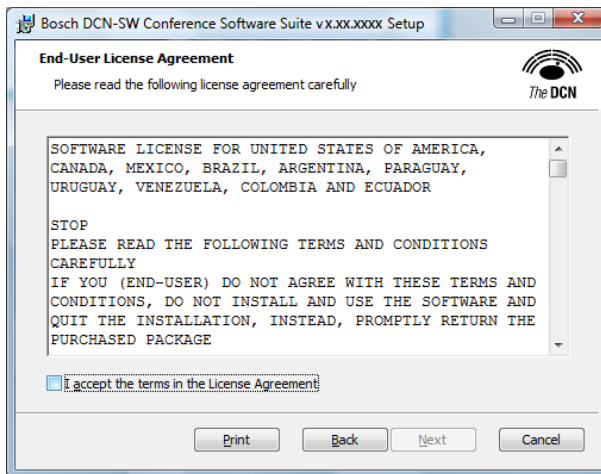 Bosch DCN-SW Conference Software Suite vx.xx.xxxx Setup
End-User License Agreement
Please read the following license agreement carefully
The DCN
SOFTWARE LICENSE FOR UNITED STATES OF AMERICA,
CANADA, MEXICO, BRAZIL, ARGENTINA, PARAGUAY,
URUGUAY, VENEZUELA, COLOMBIA AND ECUADOR
STOP
PLEASE READ THE FOLLOWING TERMS AND CONDITIONS
CAREFULLY
IF YOU (END-USER) DO NOT AGREE WITH THESE TERMS AND
CONDITIONS, DO NOT INSTALL AND USE THE SOFTWARE AND
QUIT THE INSTALLATION, INSTEAD, PROMPTLY RETURN THE
PURCHASED PACKAGE
I accept the terms in the License Agreement
Print Back Next Cancel